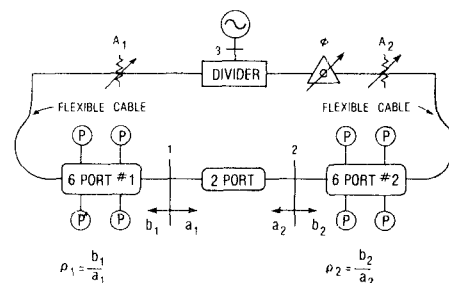 A1
3
DIVIDER
φ
A2
FLEXIBLE CABLE
FLEXIBLE CABLE
P P
P P
6 PORT #1
1
2 PORT
2
6 PORT #2
P P
P P
b1 a1
a2 b2
ρ1 = b1/a1
ρ2 = b2/a2